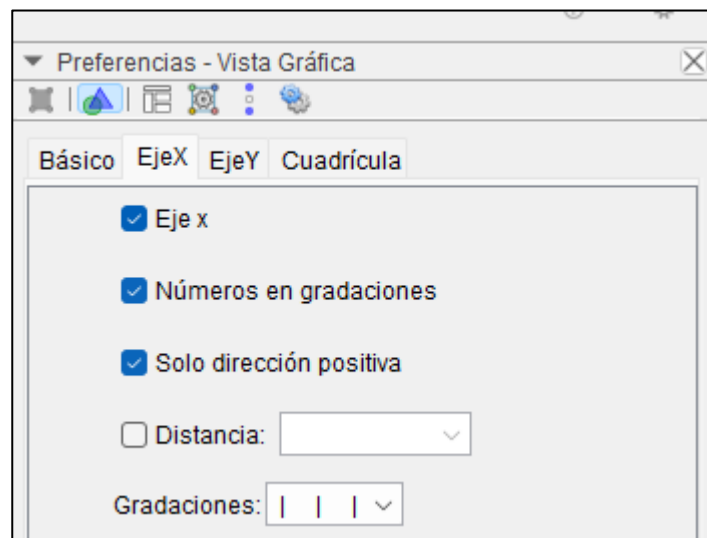 Preferencias - Vista Gráfica
Básico EjeX EjeY Cuadrícula
Eje x
Números en gradaciones
Solo dirección positiva
Distancia:
Gradaciones: | | |